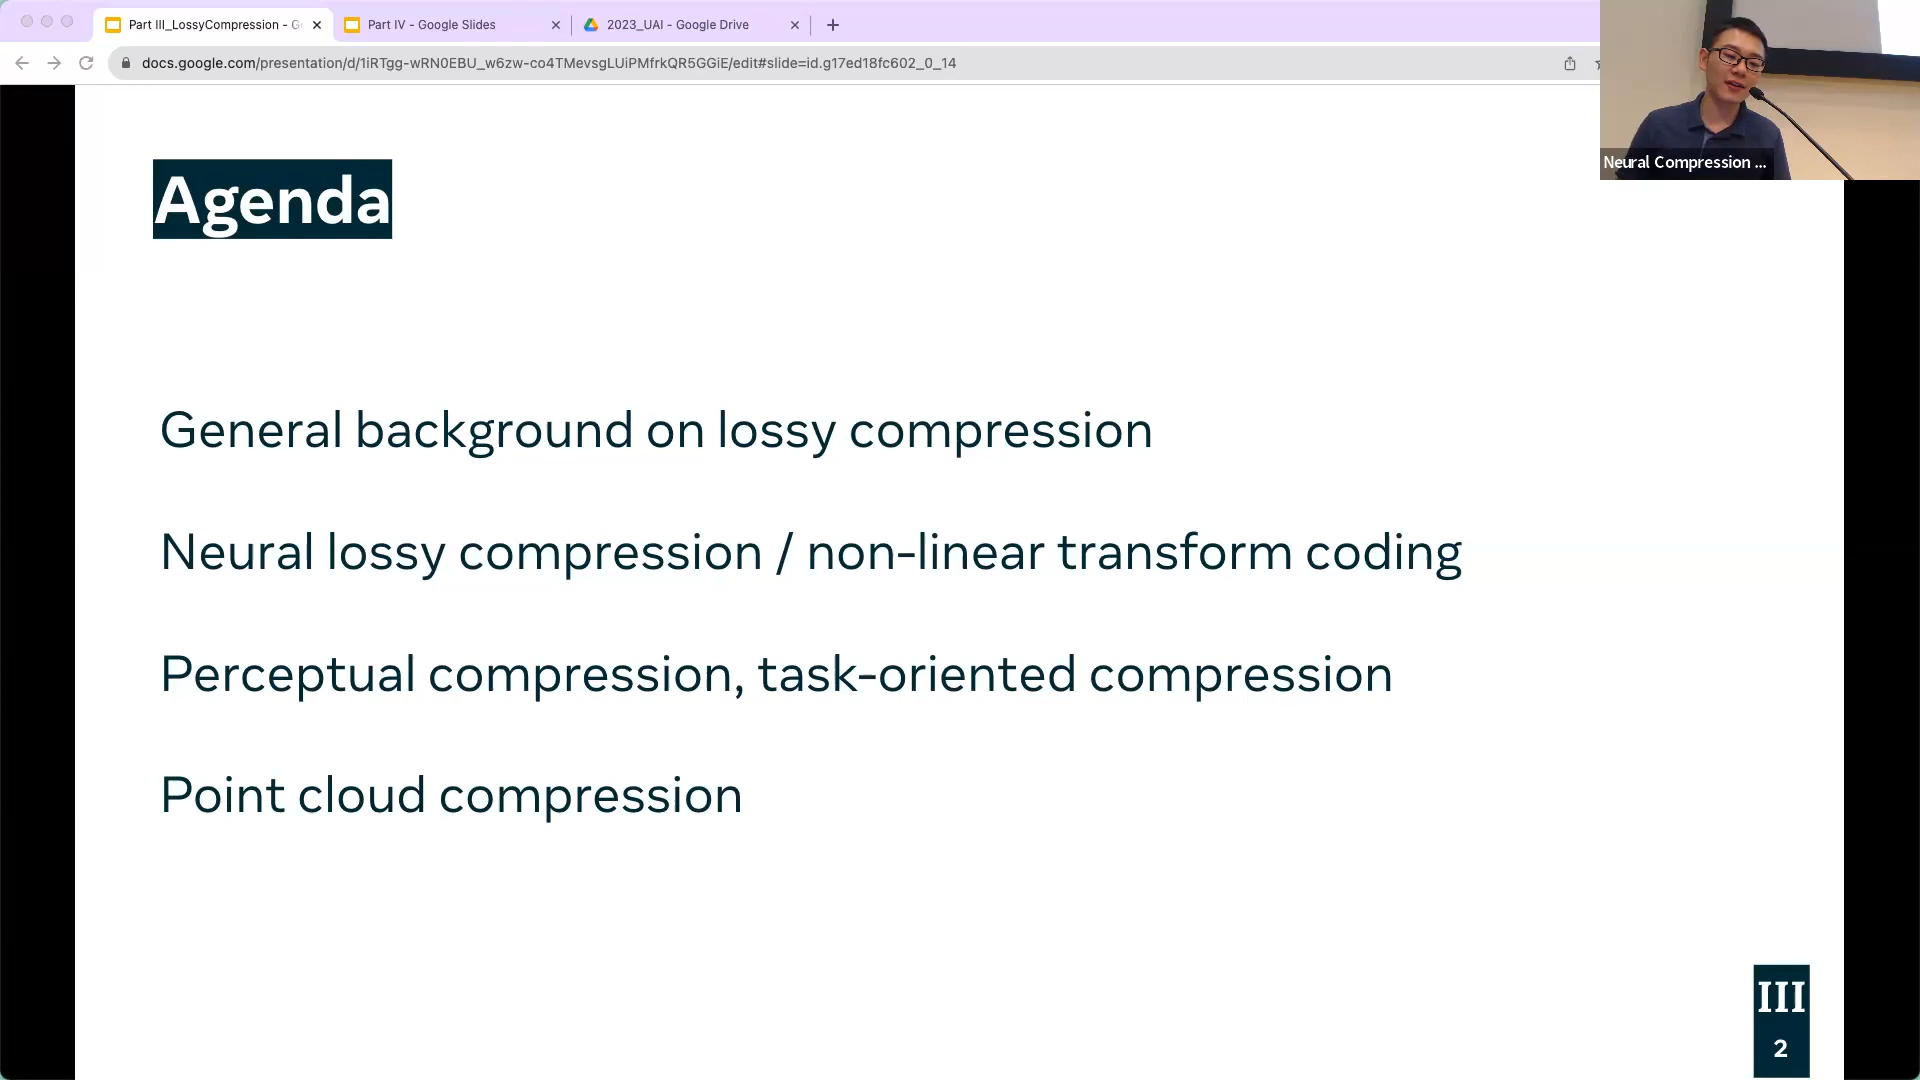 Part III_LossyCompression - G
Part IV - Google Slides
2023_UAI - Google Drive
docs.google.com/presentation/d/1iRTgg-wRN0EBU_w6zw-co4TMevsgLUiPMfrkQR5GGiE/edit#slide=id.g17ed18fc602_0_14
Neural Compression ...
Agenda
General background on lossy compression
Neural lossy compression / non-linear transform coding
Perceptual compression, task-oriented compression
Point cloud compression
III
2